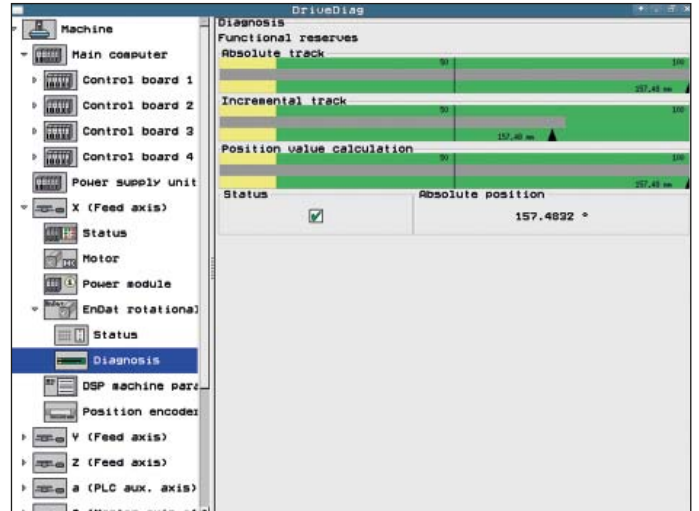 DriveDiag
Machine
Main computer
Control board 1
Control board 2
Control board 3
Control board 4
Power supply unit
X (Feed axis)
Status
Motor
Power module
EnDat rotational
Status
Diagnosis
DSP machine para
Position encoder
Y (Feed axis)
Z (Feed axis)
a (PLC aux. axis)
Diagnosis
Functional reserves
Absolute track
50 100
157.48 mm
Incremental track
50 100
157.48 mm
Position value calculation
50 100
157.48 mm
Status
Absolute position
157.4832 °